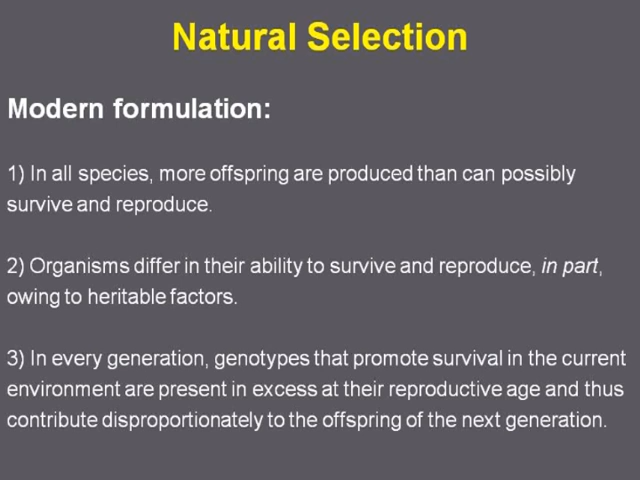 Natural Selection
Modern formulation:
1) In all species, more offspring are produced than can possibly
survive and reproduce.
2) Organisms differ in their ability to survive and reproduce, in part,
owing to heritable factors.
3) In every generation, genotypes that promote survival in the current
environment are present in excess at their reproductive age and thus
contribute disproportionately to the offspring of the next generation.